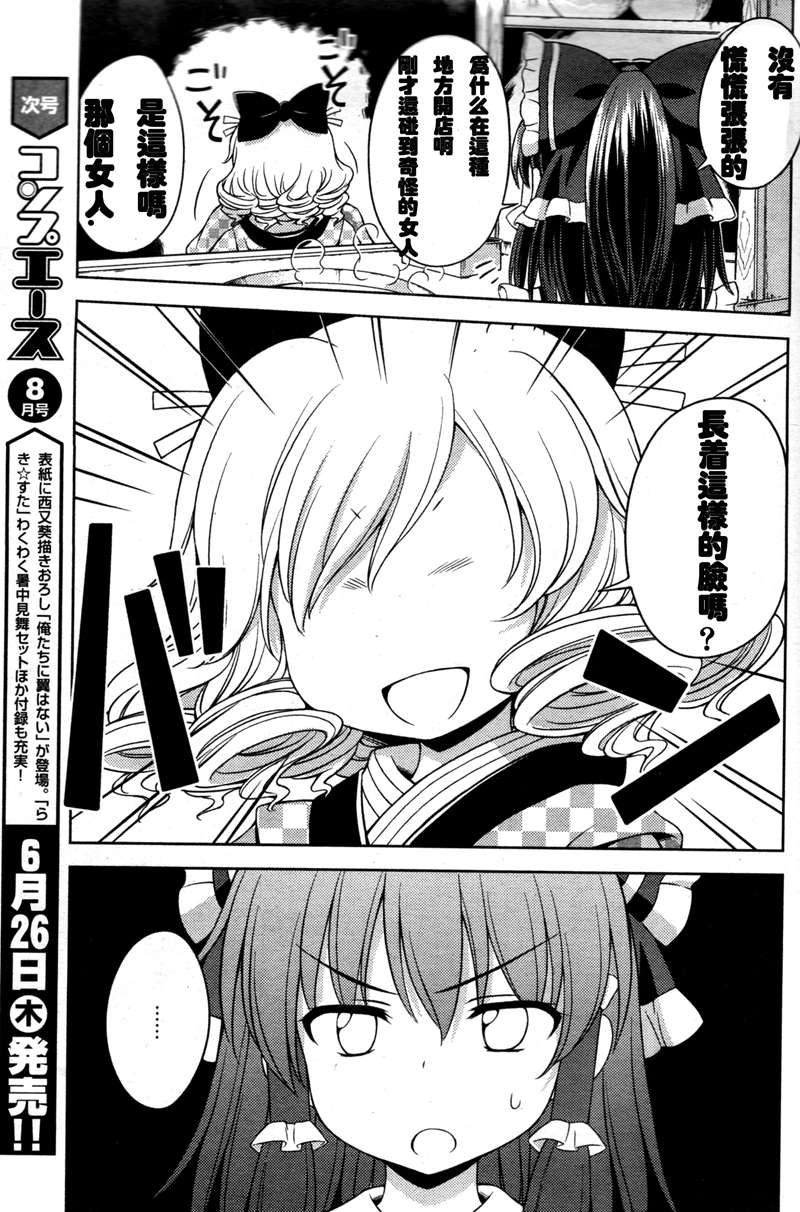 沒有
慌慌張張的
為什么在這種
地方開店啊
剛才還碰到奇怪的女人
こそ
こそ
是這樣嗎
那個女人.
長着這樣的臉嗎?
……
次号
コンプエース
8
月号
表紙に西又葵描きおろし「俺たちに翼はない」が登場。「ら
き☆すた」わくわく暑中見舞セットほか付録も充実！
6月26日㊍発売!!